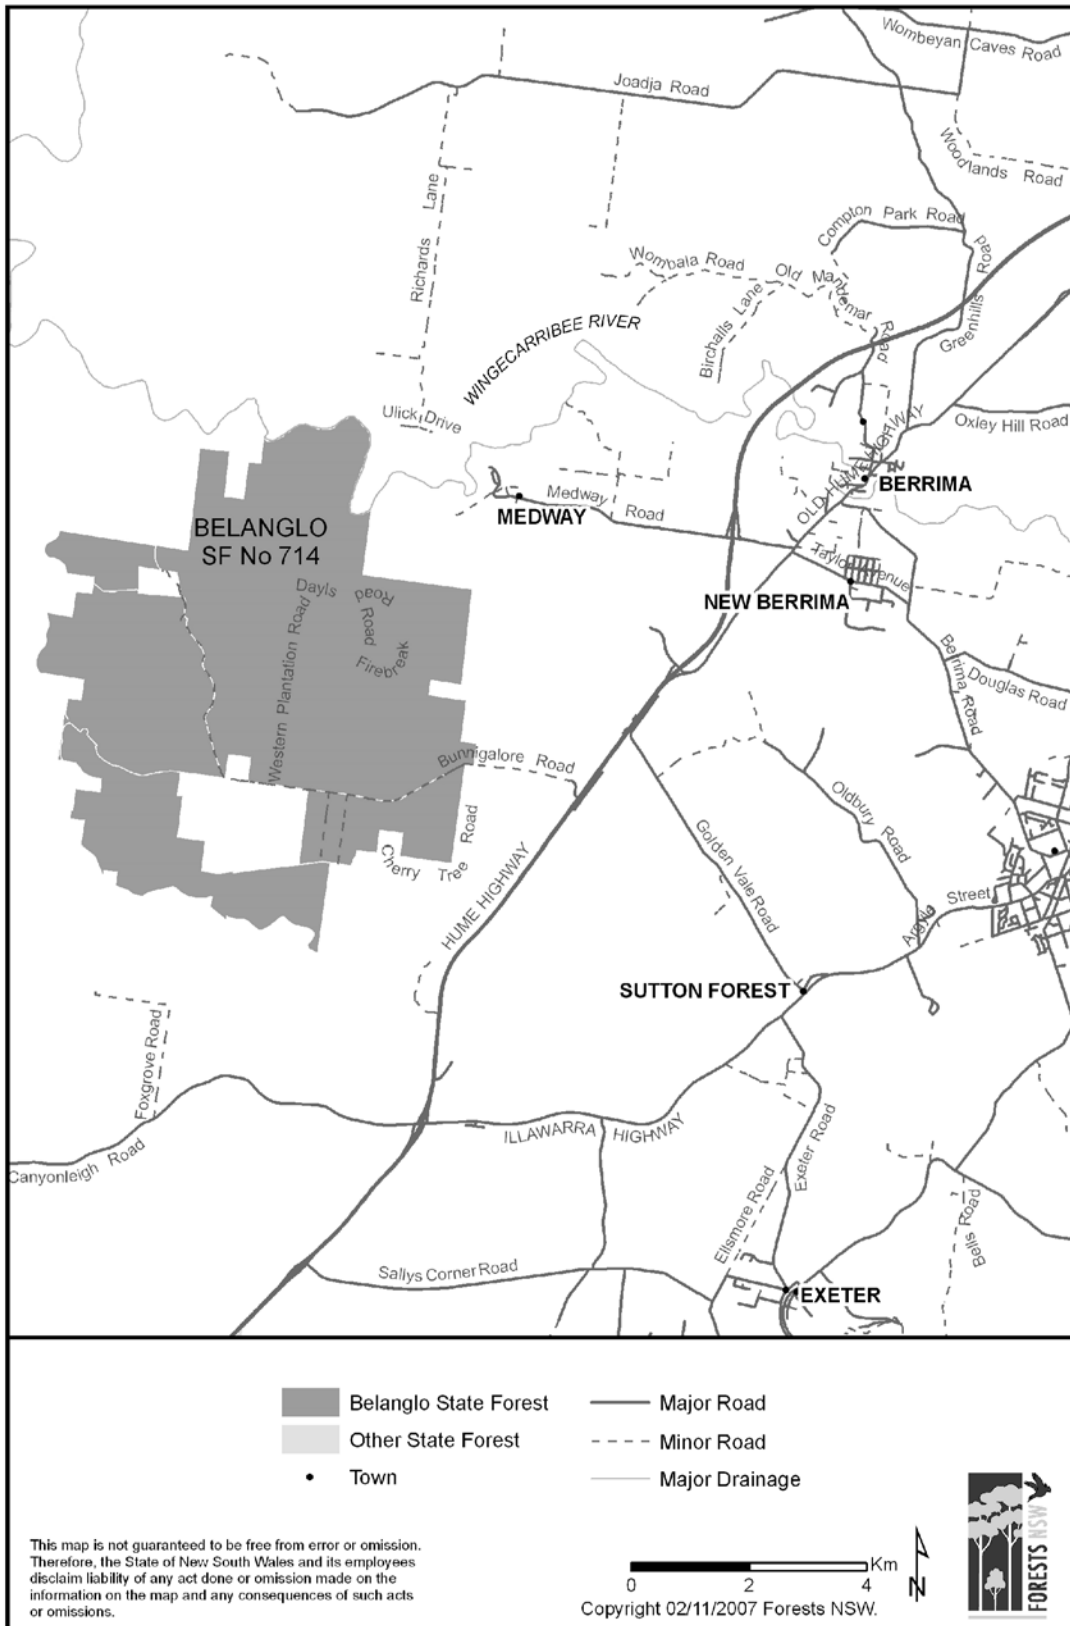 Wombeyan Caves Road
Joadja Road
Woodlands Road
Richards Lane
Compton Park Road
Greenhills Road
Wombala Road
Old Mandemar Road
Birchalls Lane
WINGECARRIBEE RIVER
Ulick Drive
Oxley Hill Road
OLD HUME HIGHWAY
BERRIMA
Medway Road
MEDWAY
BELANGLO
SF No 714
Taylor Avenue
NEW BERRIMA
Dayls Road
Firebreak Road
Western Plantation Road
Berrima Road
Douglas Road
Bunnigalore Road
Oldbury Road
Golden Vale Road
Cherry Tree Road
HUME HIGHWAY
Argyle Street
SUTTON FOREST
Foxgrove Road
Canyonleigh Road
ILLAWARRA HIGHWAY
Exeter Road
Ellsmore Road
Bells Road
Sallys Corner Road
EXETER
Belanglo State Forest
Other State Forest
Town
Major Road
Minor Road
Major Drainage
This map is not guaranteed to be free from error or omission.
Therefore, the State of New South Wales and its employees
disclaim liability of any act done or omission made on the
information on the map and any consequences of such acts
or omissions.
Km
0 2 4
Copyright 02/11/2007 Forests NSW.
N
FORESTS NSW